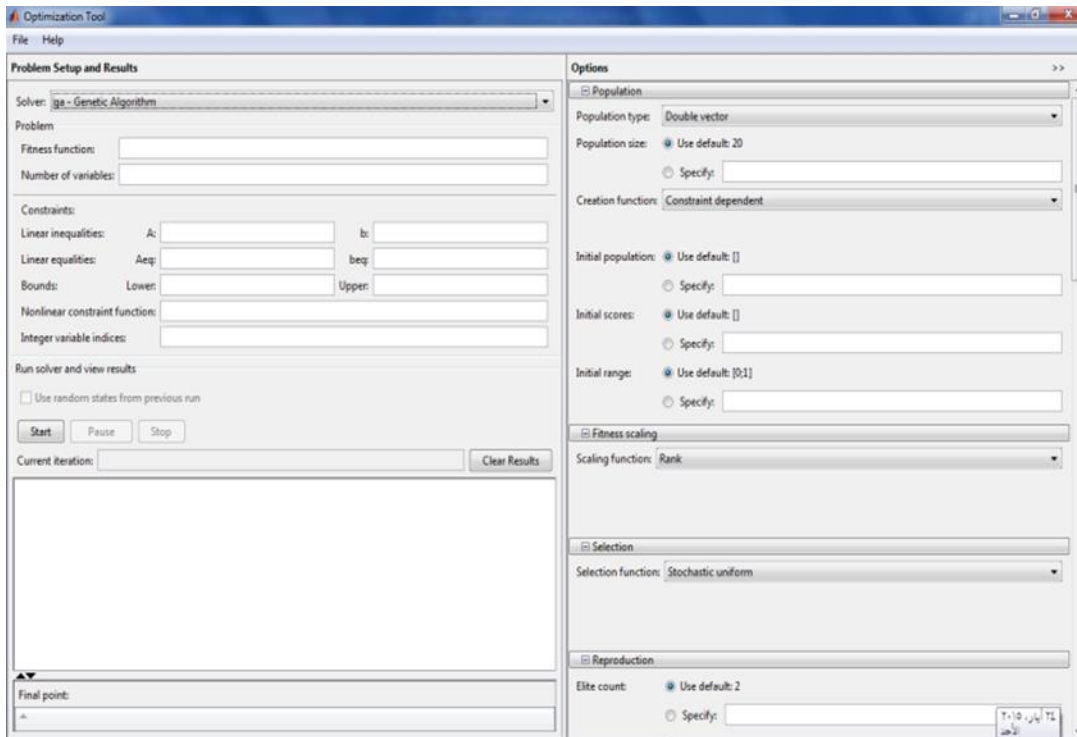 Optimization Tool
File Help
Problem Setup and Results
Solver: ga - Genetic Algorithm
Problem
Fitness function:
Number of variables:
Constraints:
Linear inequalities: A: b:
Linear equalities: Aeq: beq:
Bounds: Lower: Upper:
Nonlinear constraint function:
Integer variable indices:
Run solver and view results
Use random states from previous run
Start Pause Stop
Current iteration: Clear Results
Final point:
Options >>
Population
Population type: Double vector
Population size: Use default: 20
Specify:
Creation function: Constraint dependent
Initial population: Use default: []
Specify:
Initial scores: Use default: []
Specify:
Initial range: Use default: [0;1]
Specify:
Fitness scaling
Scaling function: Rank
Selection
Selection function: Stochastic uniform
Reproduction
Elite count: Use default: 2
Specify:
٢٤ أيار، ٢٠١٥
الأحد